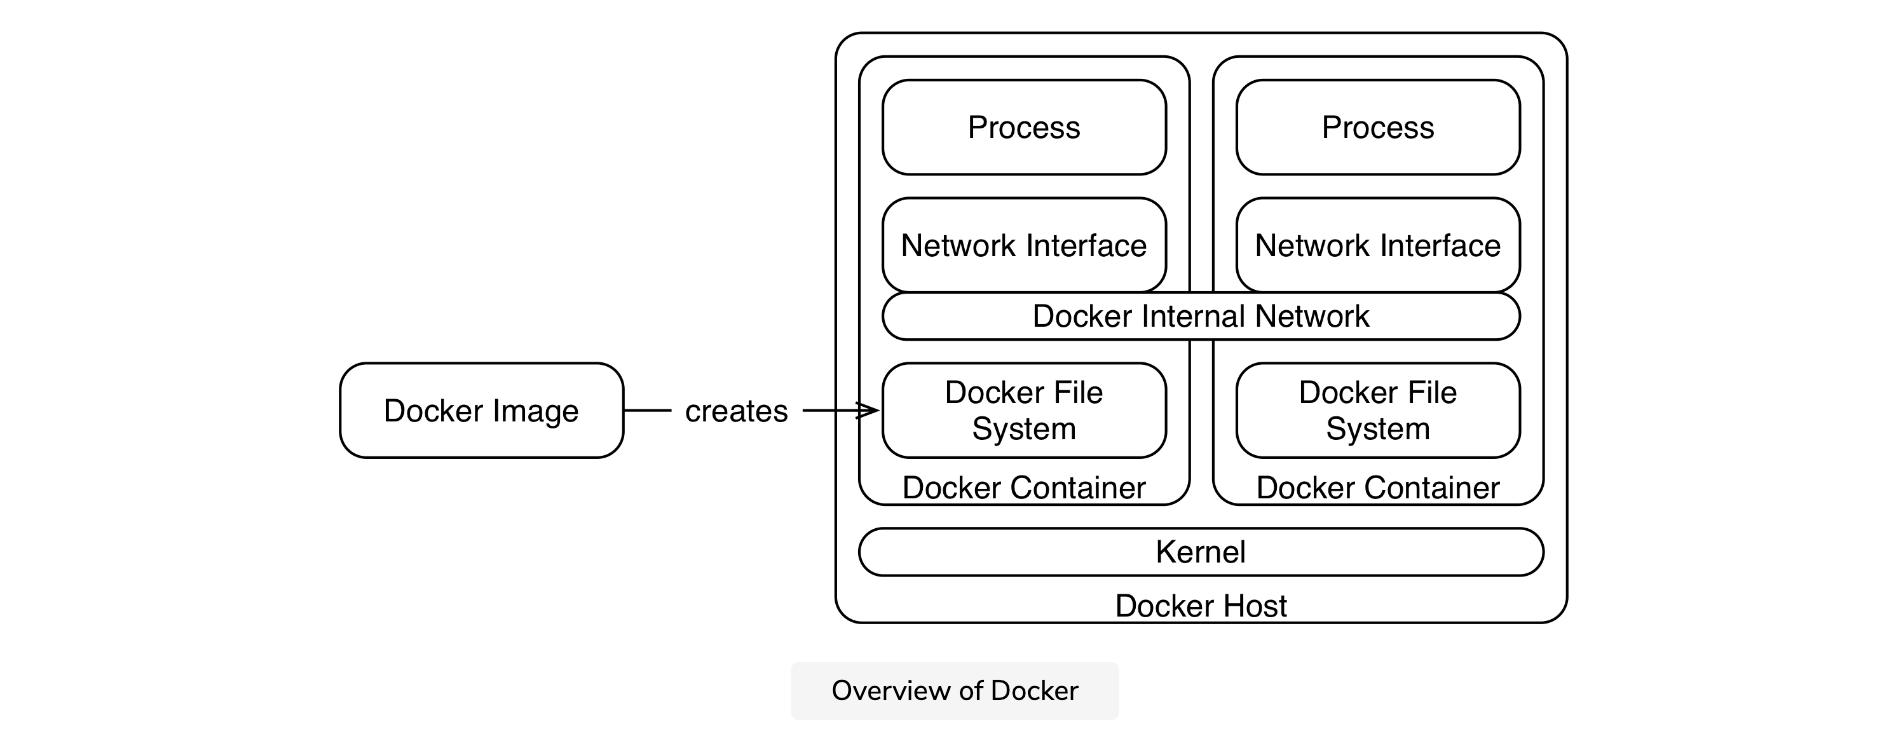 Process
Process
Network Interface
Network Interface
Docker Internal Network
Docker Image
creates
Docker File
System
Docker File
System
Docker Container
Docker Container
Kernel
Docker Host
Overview of Docker